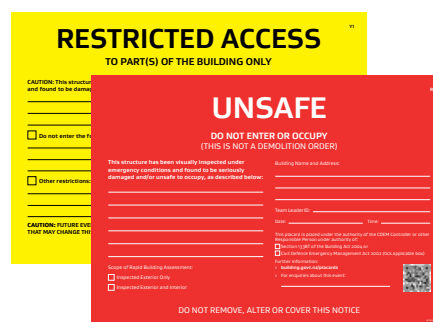 Y1
RESTRICTED ACCESS
TO PART(S) OF THE BUILDING ONLY
CAUTION: This structur
and found to be damag
Do not enter the fo
Other restrictions:
CAUTION: FUTURE EVE
THAT MAY CHANGE THI
UNSAFE
DO NOT ENTER OR OCCUPY
(THIS IS NOT A DEMOLITION ORDER)
This structure has been visually inspected under
emergency conditions and found to be seriously
damaged and/or unsafe to occupy, as described below:
Scope of Rapid Building Assessment:
Inspected Exterior Only
Inspected Exterior and Interior
Building Name and Address:
Team Leader ID:
Date: Time:
This placard is placed under the authority of the CDEM Controller or other
Responsible Person under authority of:
Section 133BT of the Building Act 2004 or
Civil Defence Emergency Management Act 2002 (tick applicable box)
Further Information:
building.govt.nz/placards
For enquiries about this event:
DO NOT REMOVE, ALTER OR COVER THIS NOTICE